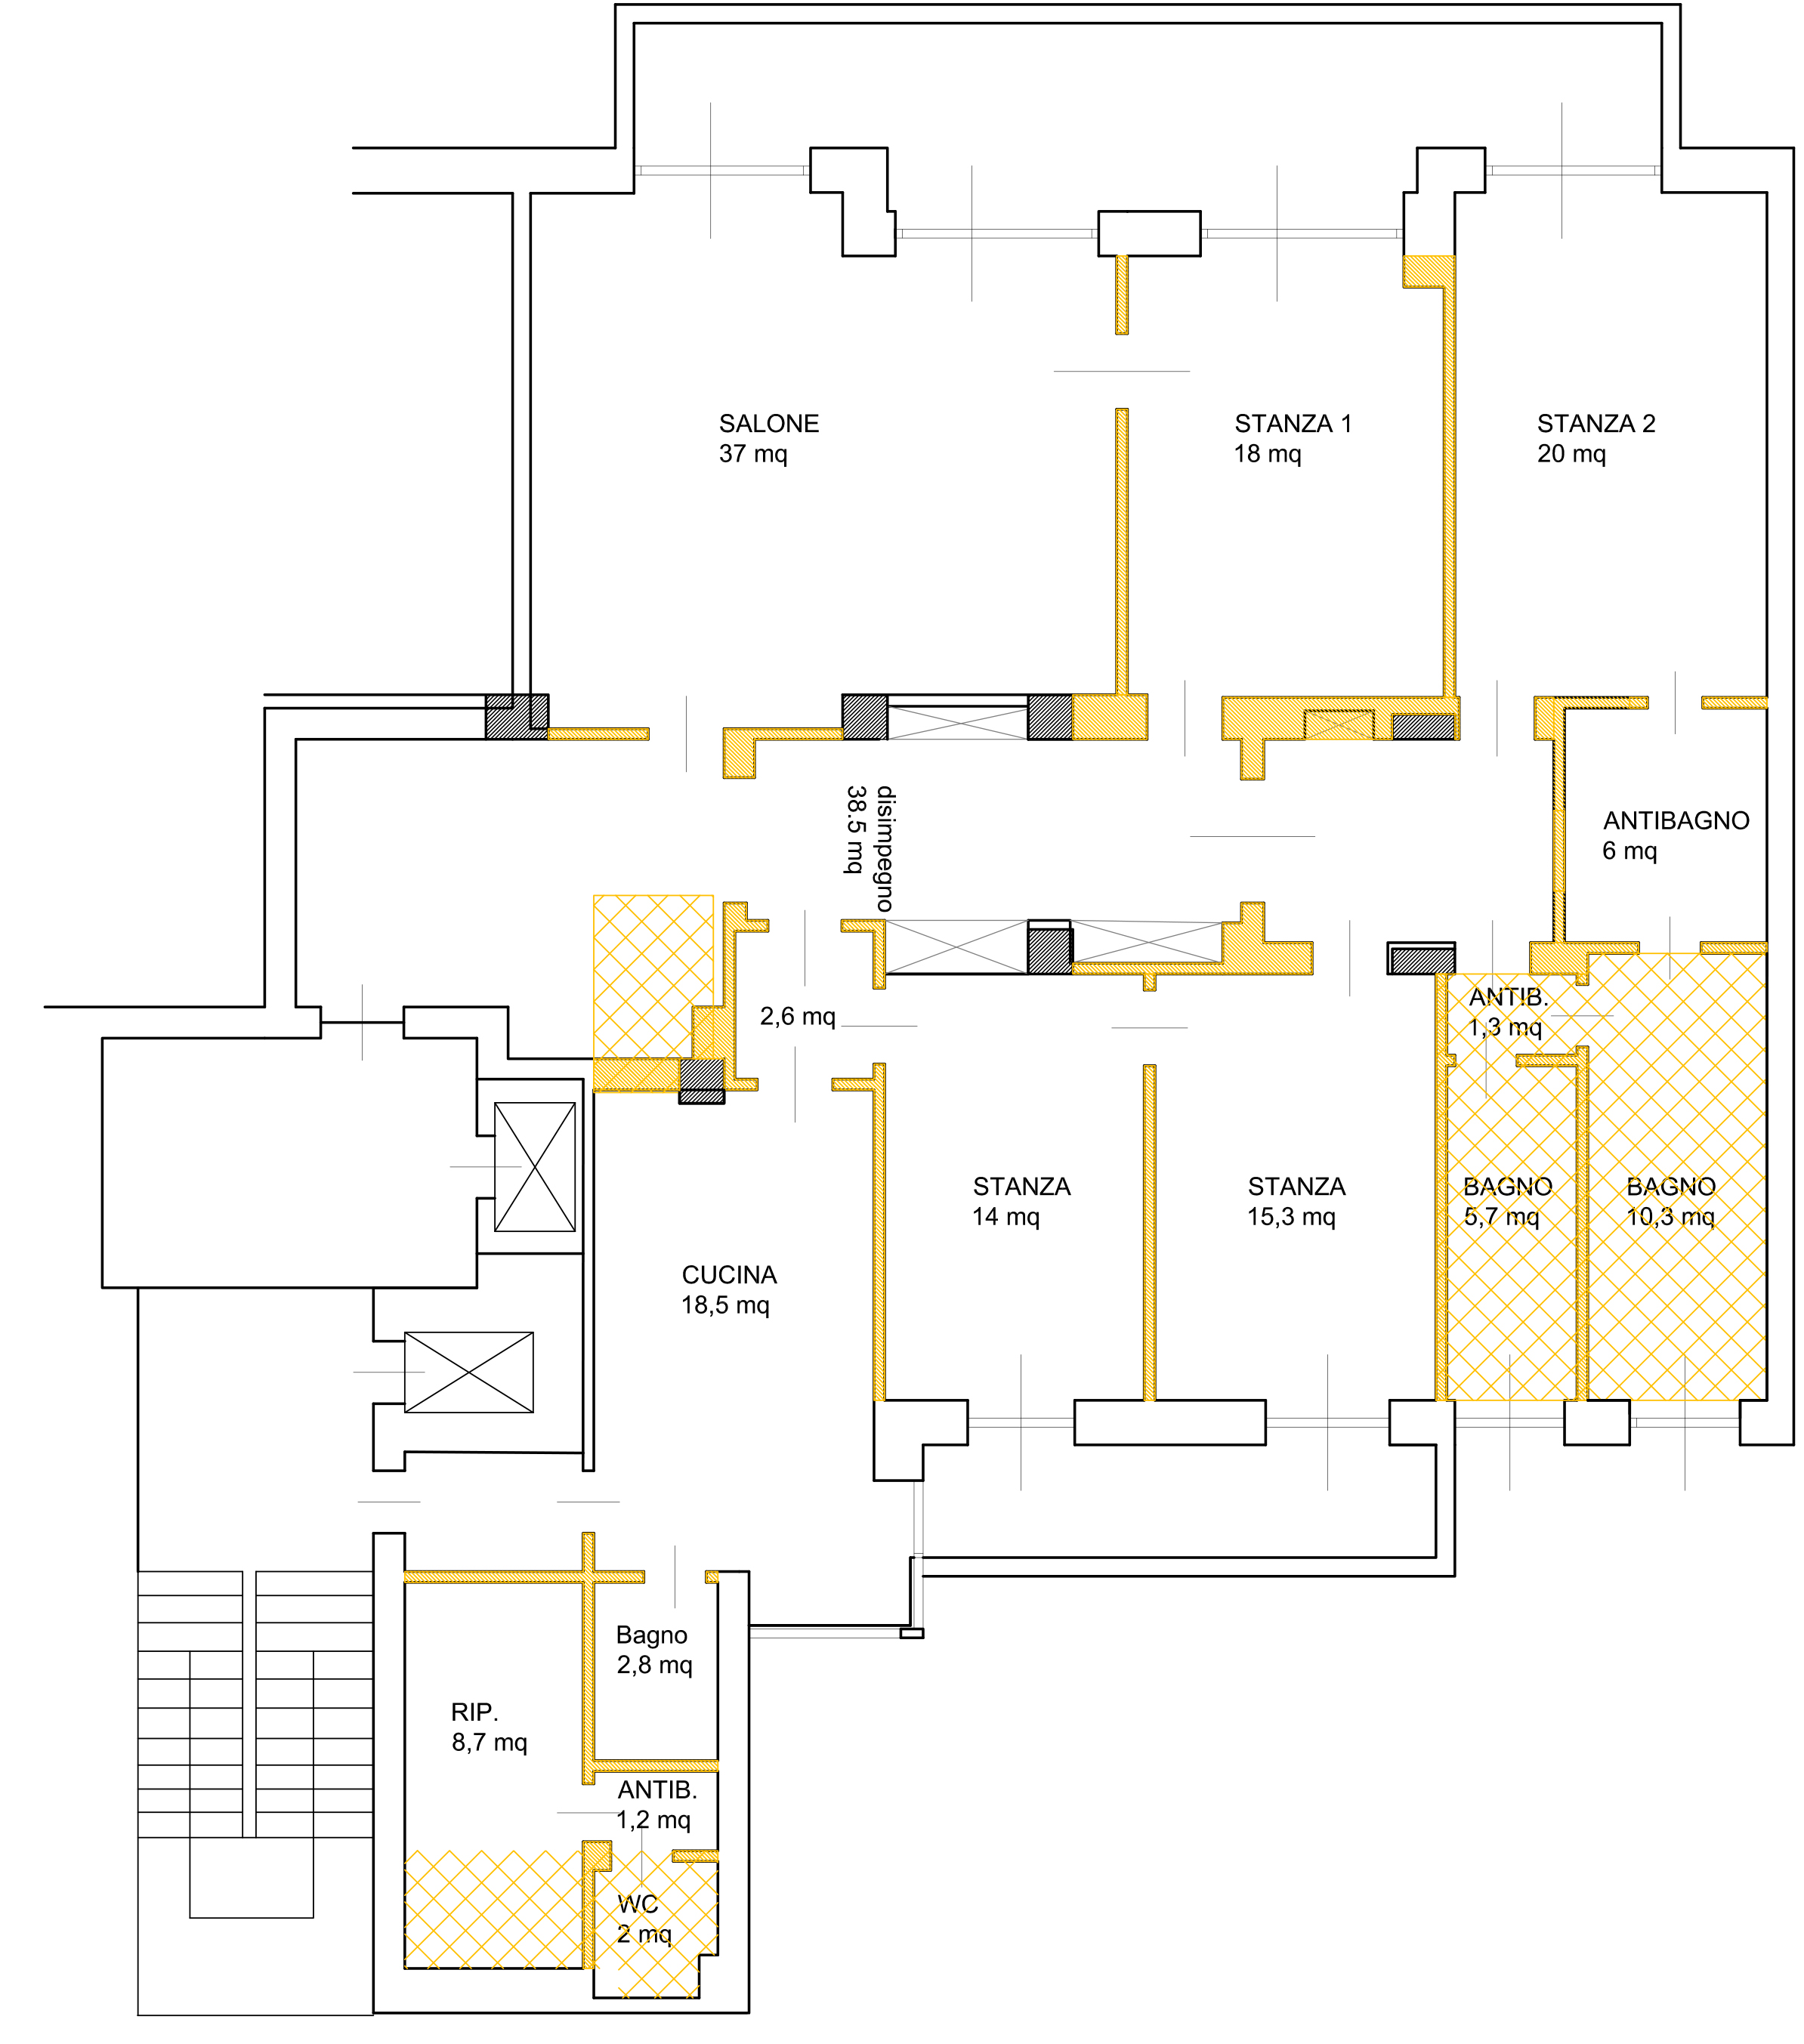 SALONE
37 mq
STANZA 1
18 mq
STANZA 2
20 mq
disimpegno
38.5 mq
ANTIBAGNO
6 mq
2,6 mq
ANTIB.
1,3 mq
STANZA
14 mq
STANZA
15,3 mq
BAGNO
5,7 mq
BAGNO
10,3 mq
CUCINA
18,5 mq
Bagno
2,8 mq
RIP.
8,7 mq
ANTIB.
1,2 mq
WC
2 mq